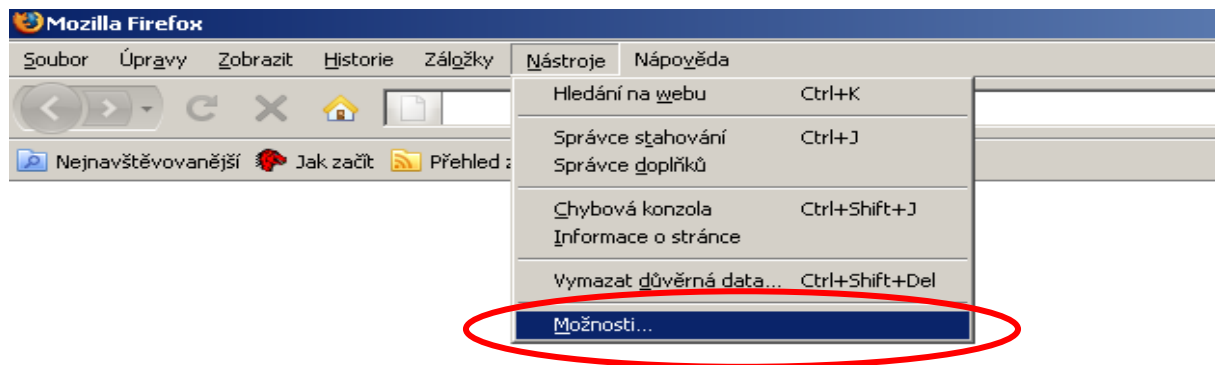 Mozilla Firefox
Soubor Úpravy Zobrazit Historie Záložky Nástroje Nápověda
Hledání na webu Ctrl+K
Správce stahování Ctrl+J
Nejnavštěvovanější Jak začít Přehled z
Správce doplňků
Chybová konzola Ctrl+Shift+J
Informace o stránce
Vymazat důvěrná data... Ctrl+Shift+Del
Možnosti...